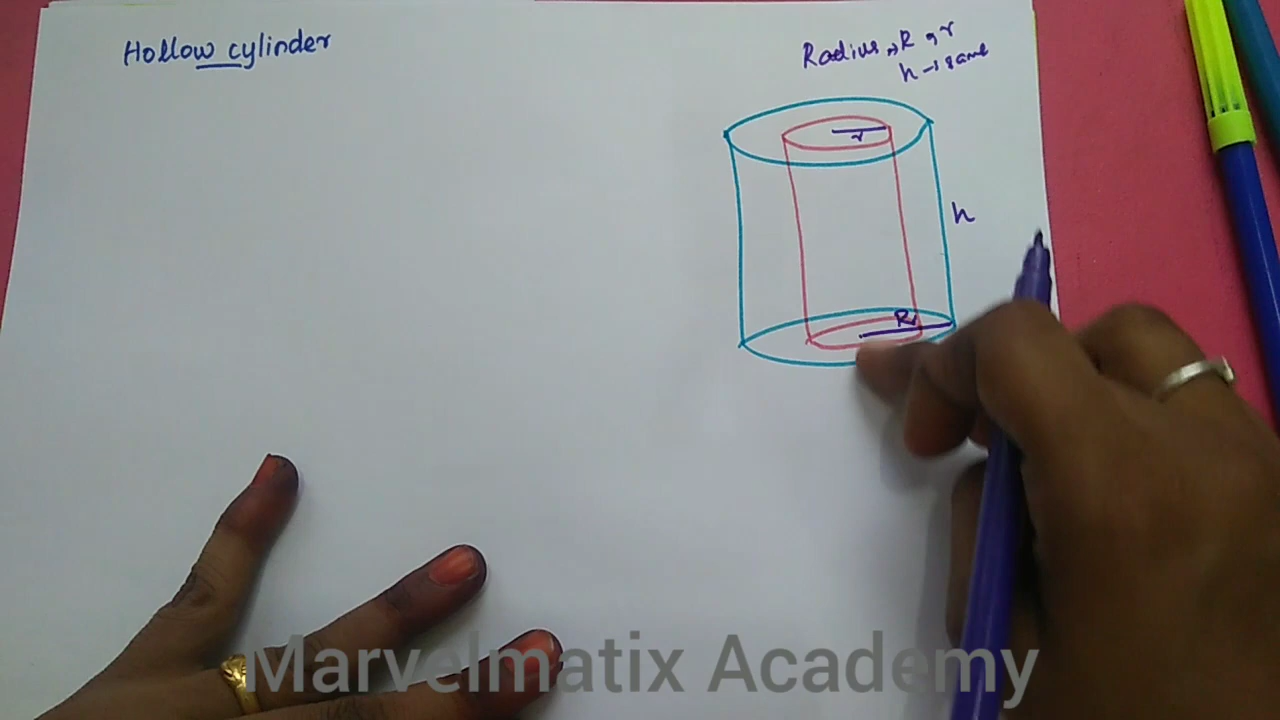 Hollow cylinder
Radius → R, r
h → same
r
h
R
Marvelmatix Academy